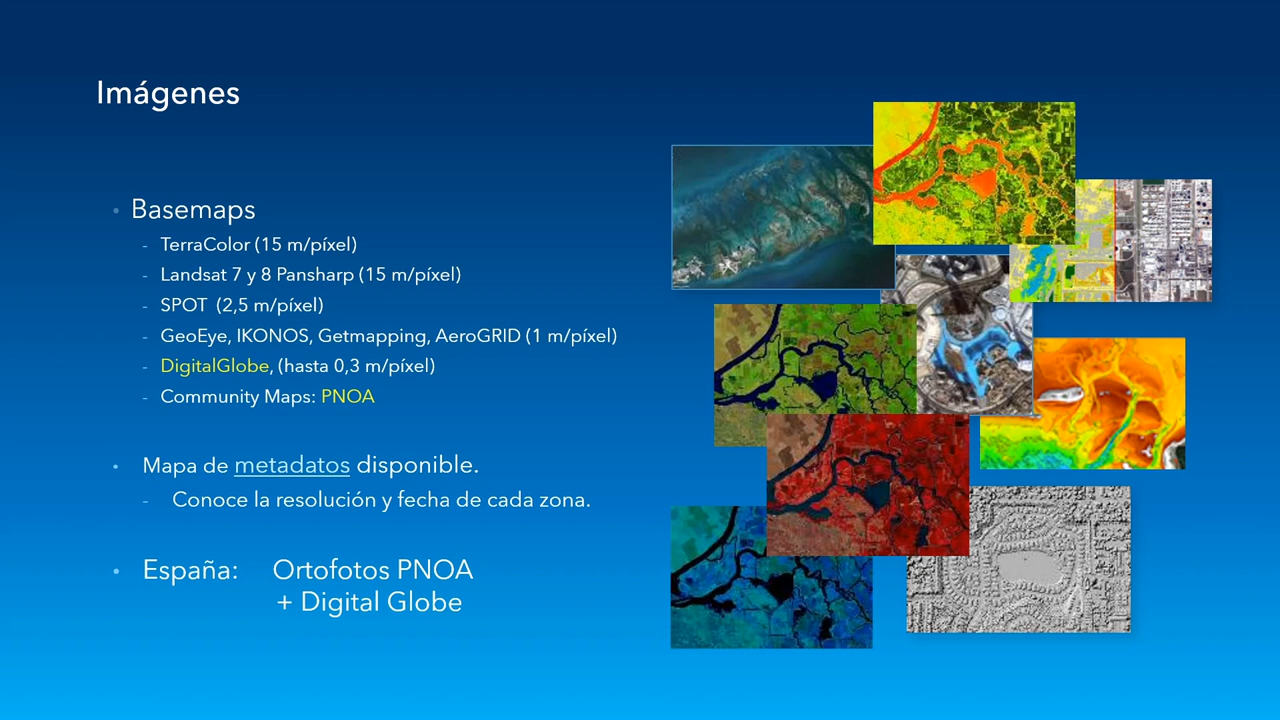 Imágenes
• Basemaps
- TerraColor (15 m/píxel)
- Landsat 7 y 8 Pansharp (15 m/píxel)
- SPOT (2,5 m/píxel)
- GeoEye, IKONOS, Getmapping, AeroGRID (1 m/píxel)
- DigitalGlobe, (hasta 0,3 m/píxel)
- Community Maps: PNOA
• Mapa de metadatos disponible.
- Conoce la resolución y fecha de cada zona.
• España: Ortofotos PNOA
+ Digital Globe